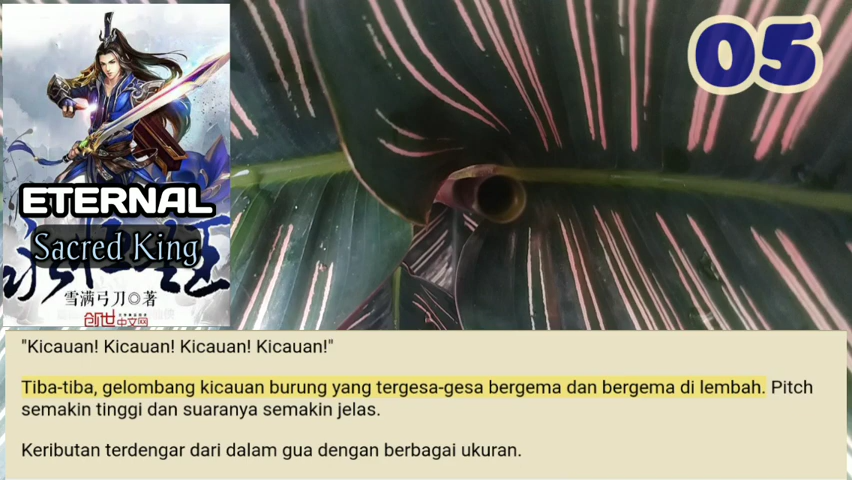 05
ETERNAL
Sacred King
雪满弓刀◎著
创世中文网
"Kicauan! Kicauan! Kicauan! Kicauan!"
Tiba-tiba, gelombang kicauan burung yang tergesa-gesa bergema dan bergema di lembah. Pitch
semakin tinggi dan suaranya semakin jelas.
Keributan terdengar dari dalam gua dengan berbagai ukuran.